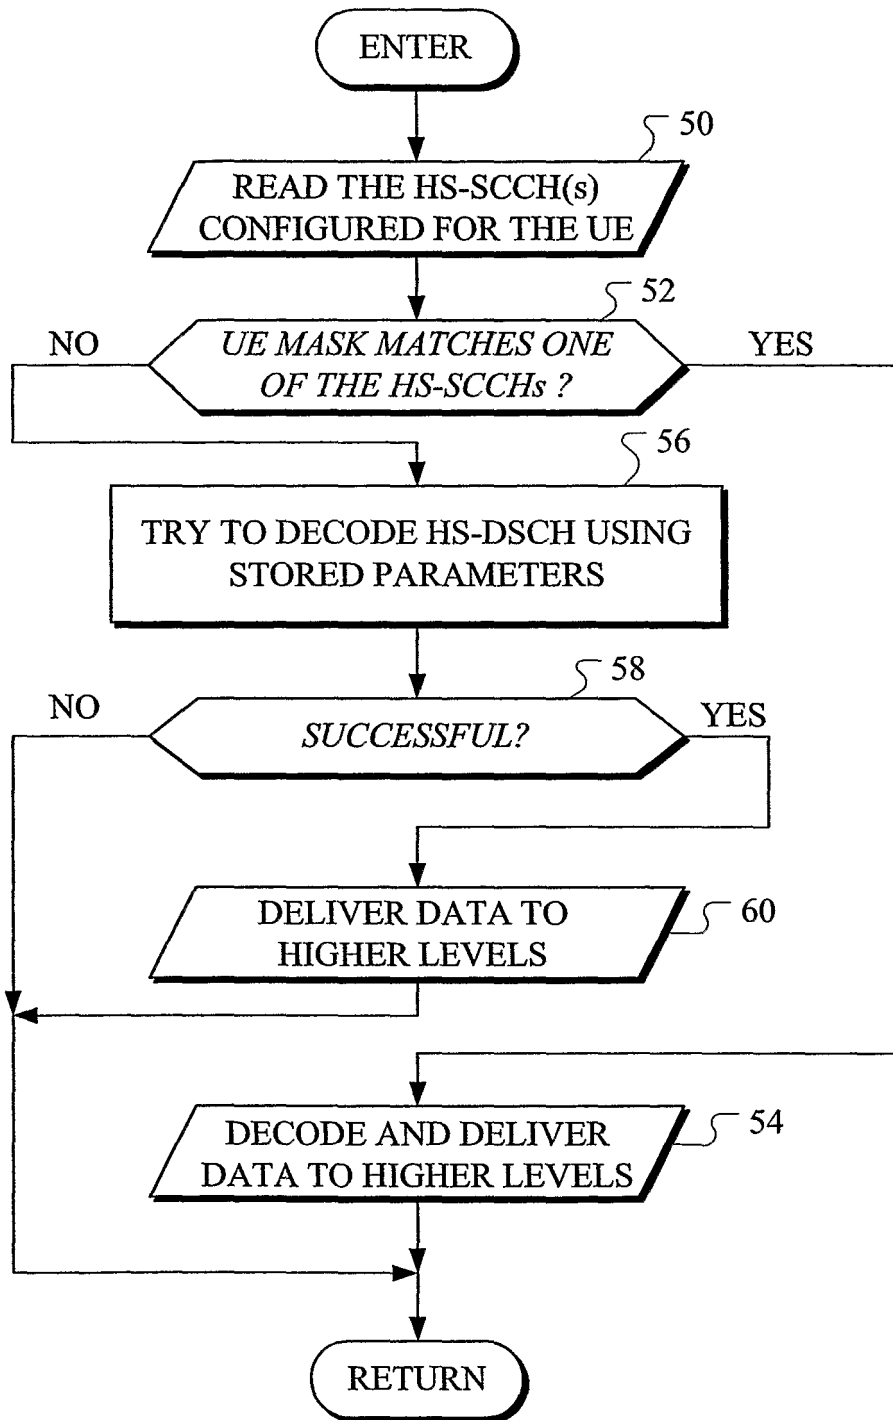 ENTER
50
READ THE HS-SCCH(s)
CONFIGURED FOR THE UE
52
NO
UE MASK MATCHES ONE
OF THE HS-SCCHs ?
YES
56
TRY TO DECODE HS-DSCH USING
STORED PARAMETERS
58
NO
SUCCESSFUL?
YES
DELIVER DATA TO
HIGHER LEVELS
60
DECODE AND DELIVER
DATA TO HIGHER LEVELS
54
RETURN